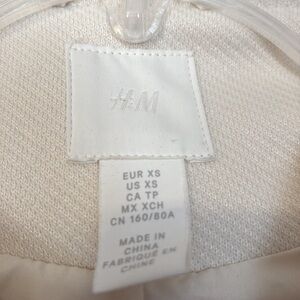 H&M
EUR XS
US XS
CA TP
MX XCH
CN 160/80A
MADE IN
CHINA
FABRIQUÉ EN
CHINE